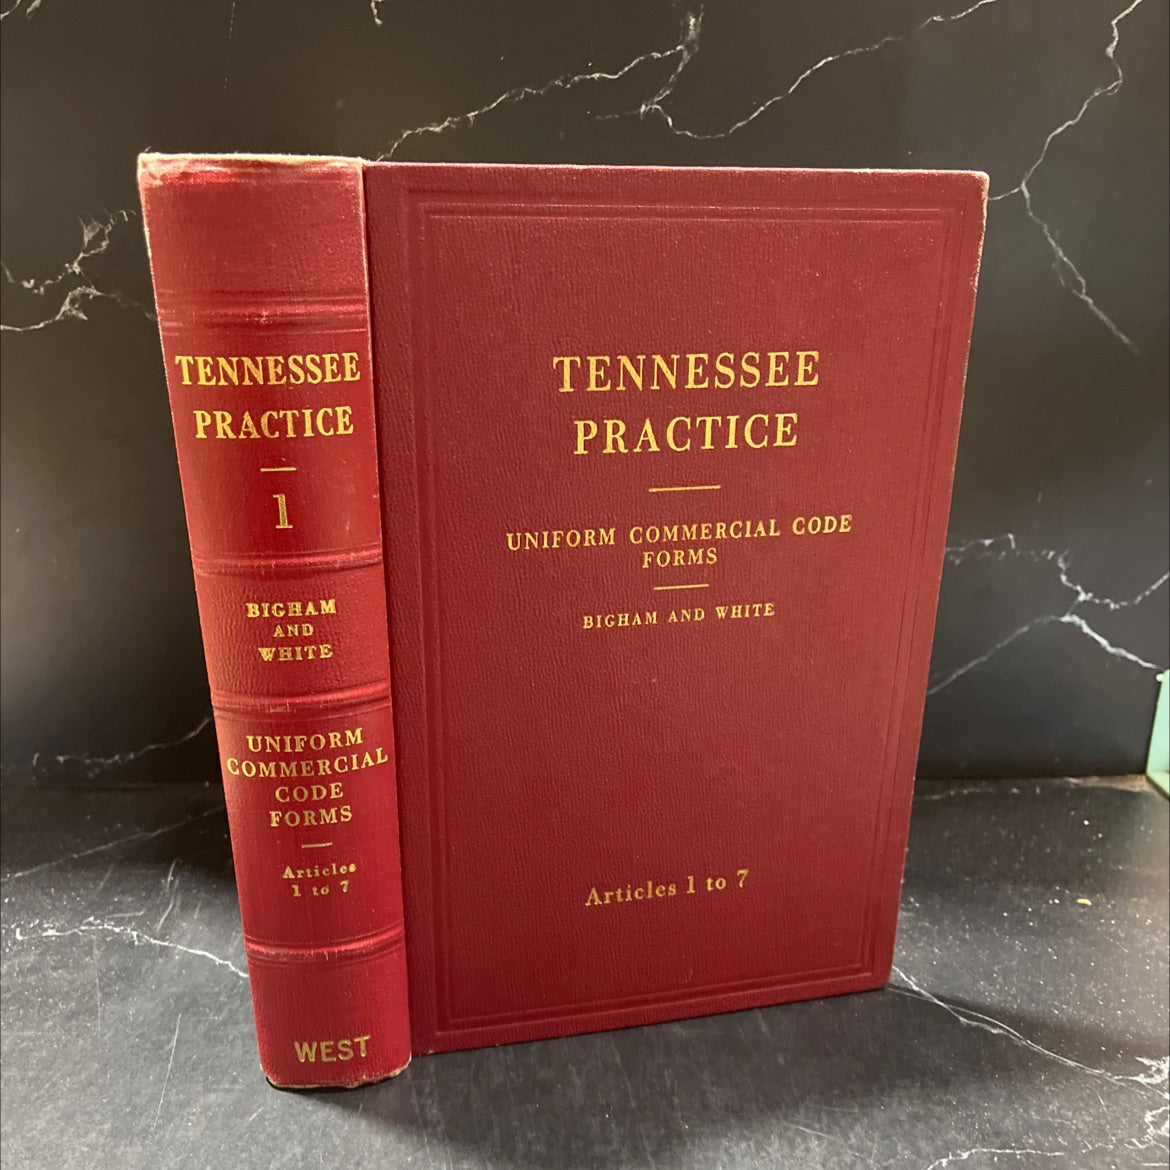 TENNESSEE
PRACTICE
1
BIGHAM
AND
WHITE
UNIFORM
COMMERCIAL
CODE
FORMS
Articles
1 to 7
WEST
TENNESSEE
PRACTICE
UNIFORM COMMERCIAL CODE
FORMS
BIGHAM AND WHITE
Articles 1 to 7